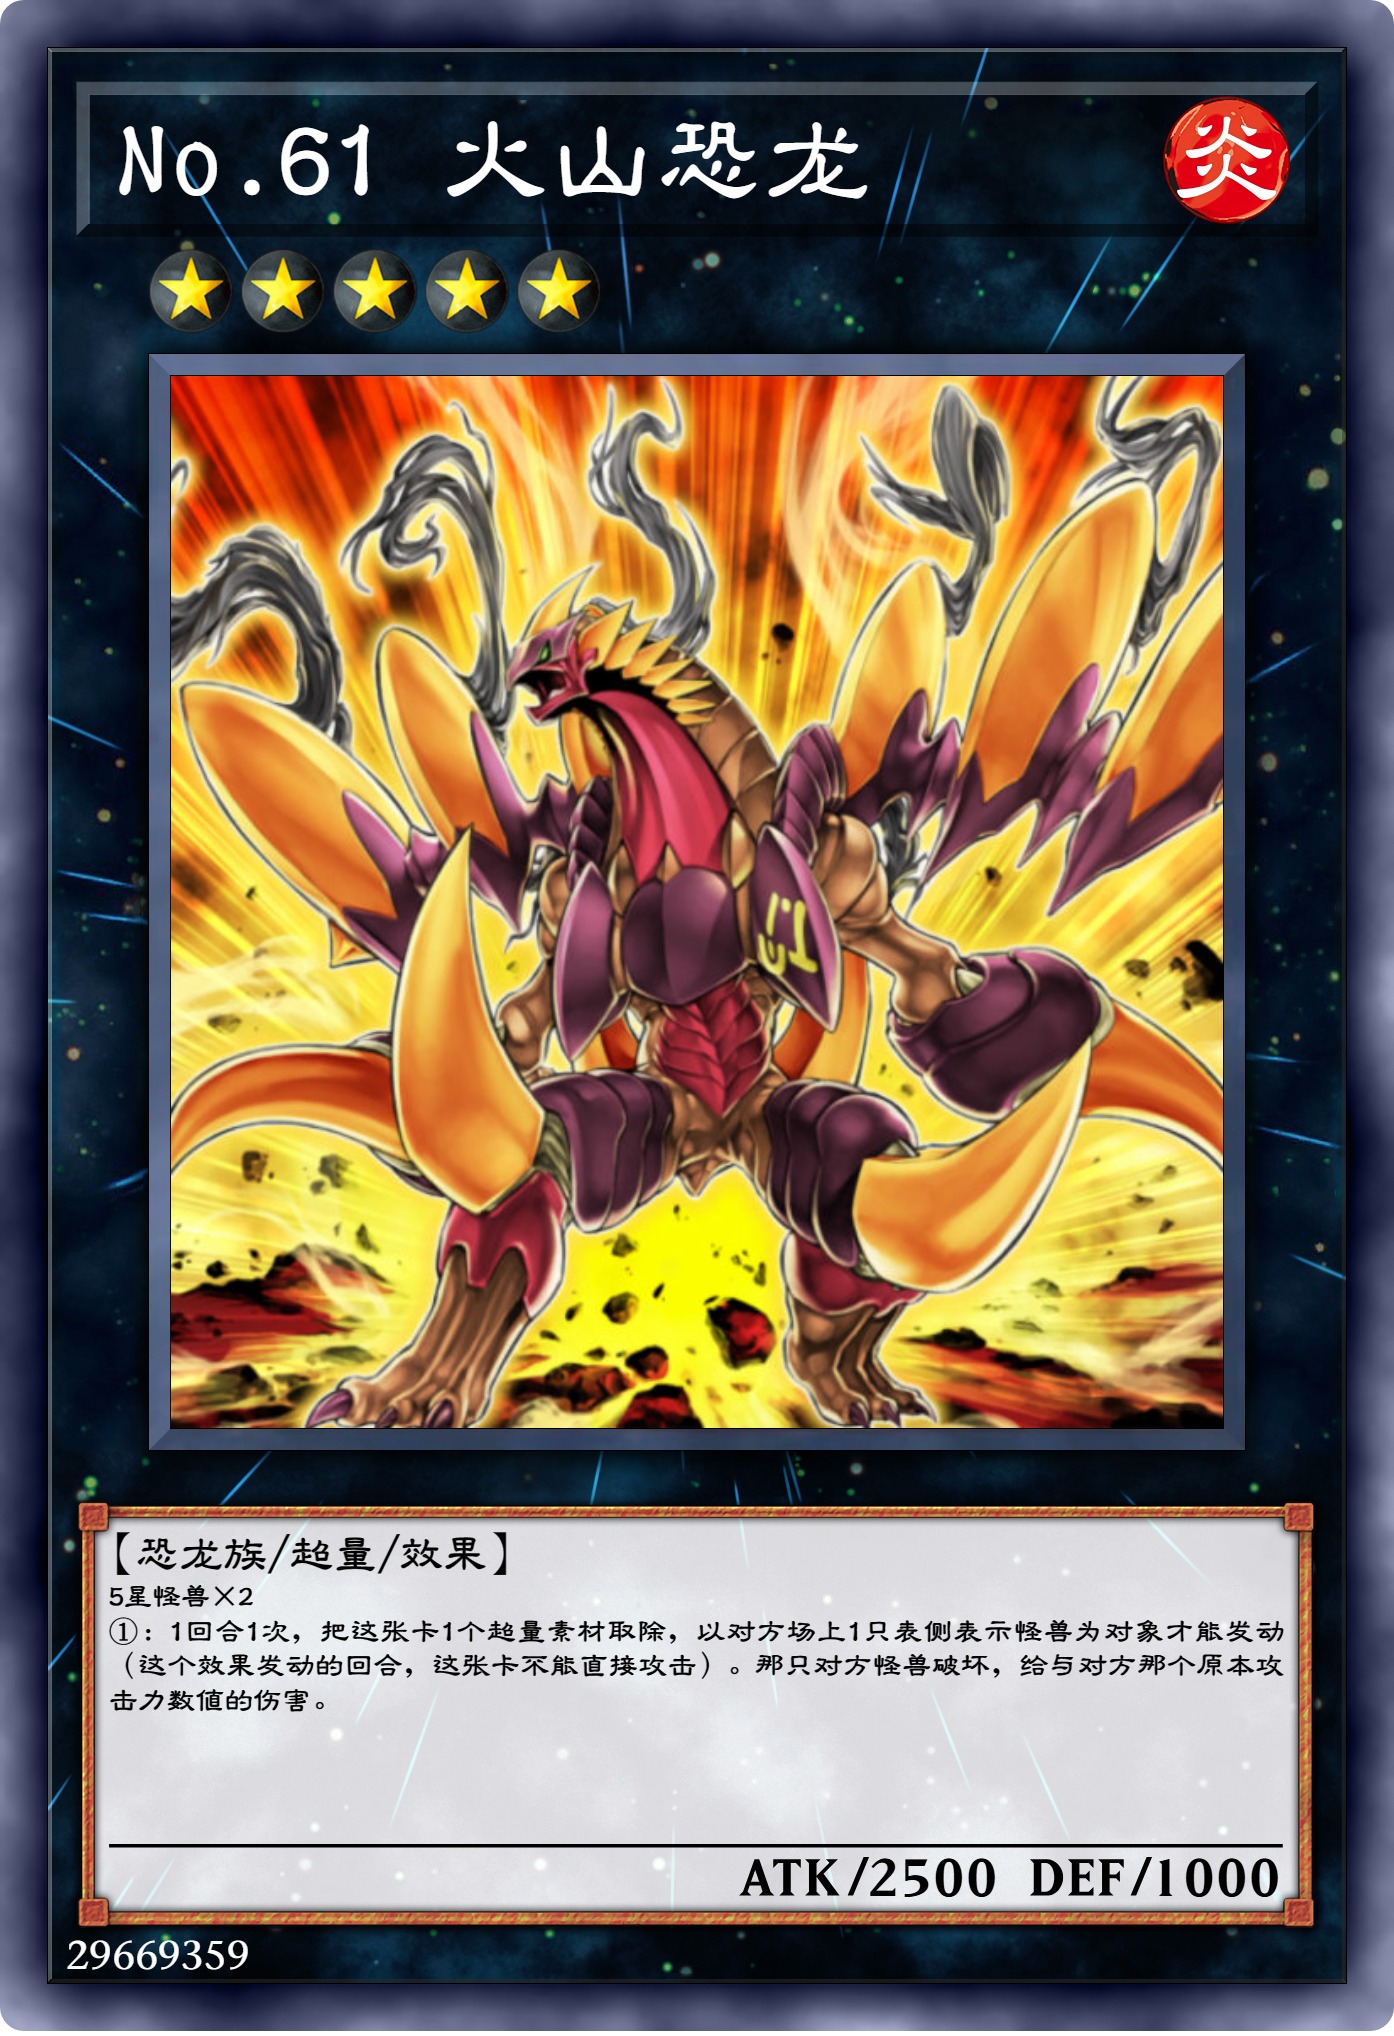 No.61 火山恐龙
炎
61
【恐龙族/超量/效果】
5星怪兽×2
①：1回合1次，把这张卡1个超量素材取除，以对方场上1只表侧表示怪兽为对象才能发动
（这个效果发动的回合，这张卡不能直接攻击）。那只对方怪兽破坏，给与对方那个原本攻
击力数值的伤害。
ATK/2500 DEF/1000
29669359